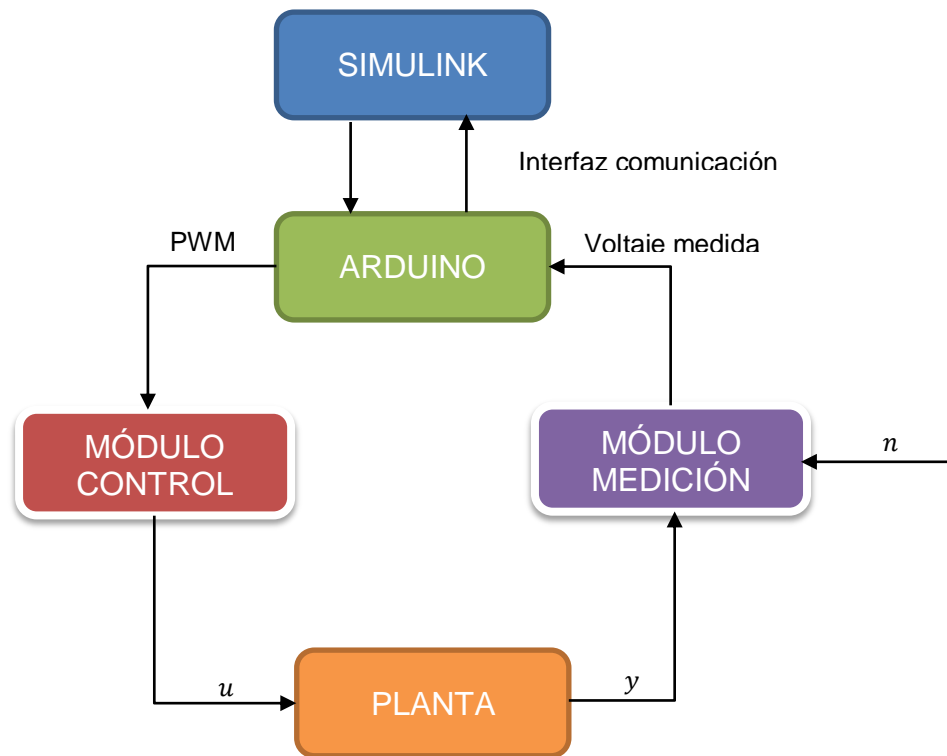 SIMULINK
Interfaz comunicación
PWM
ARDUINO
Voltaje medida
MÓDULO
CONTROL
MÓDULO
MEDICIÓN
n
u
PLANTA
y